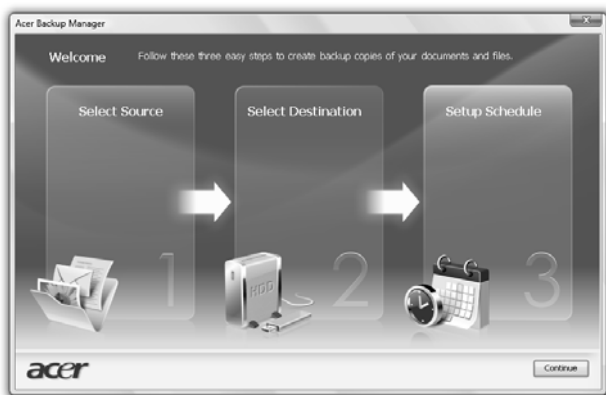 Acer Backup Manager
Welcome
Follow these three easy steps to create backup copies of your documents and files.
Select Source
Select Destination
Setup Schedule
HDD
1
2
3
acer
Continue